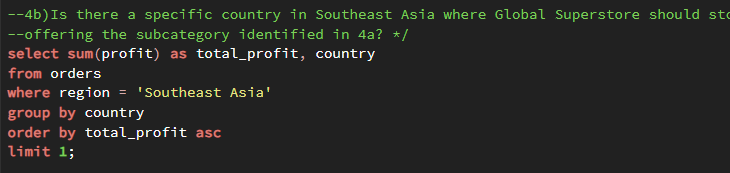 --4b)Is there a specific country in Southeast Asia where Global Superstore should
--offering the subcategory identified in 4a? */
select sum(profit) as total_profit, country
from orders
where region = 'Southeast Asia'
group by country
order by total_profit asc
limit 1;